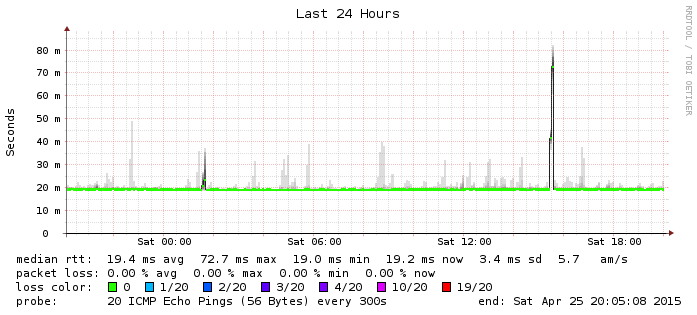 Last 24 Hours
RRDTOOL / TOBI OETIKER
Seconds
80 m
70 m
60 m
50 m
40 m
30 m
20 m
10 m
0
Sat 00:00 Sat 06:00 Sat 12:00 Sat 18:00
median rtt: 19.4 ms avg 72.7 ms max 19.0 ms min 19.2 ms now 3.4 ms sd 5.7 am/s
packet loss: 0.00 % avg 0.00 % max 0.00 % min 0.00 % now
loss color: 0 1/20 2/20 3/20 4/20 10/20 19/20
probe: 20 ICMP Echo Pings (56 Bytes) every 300s end: Sat Apr 25 20:05:08 2015